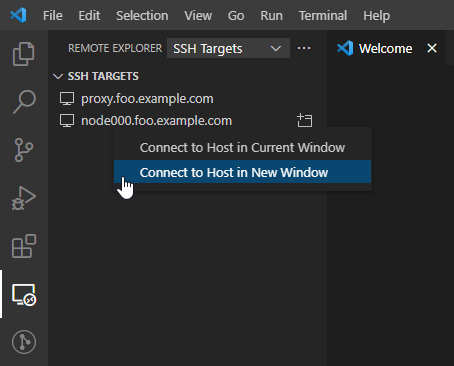 File Edit Selection View Go Run Terminal Help
REMOTE EXPLORER SSH Targets ··· Welcome
SSH TARGETS
proxy.foo.example.com
node000.foo.example.com
Connect to Host in Current Window
Connect to Host in New Window